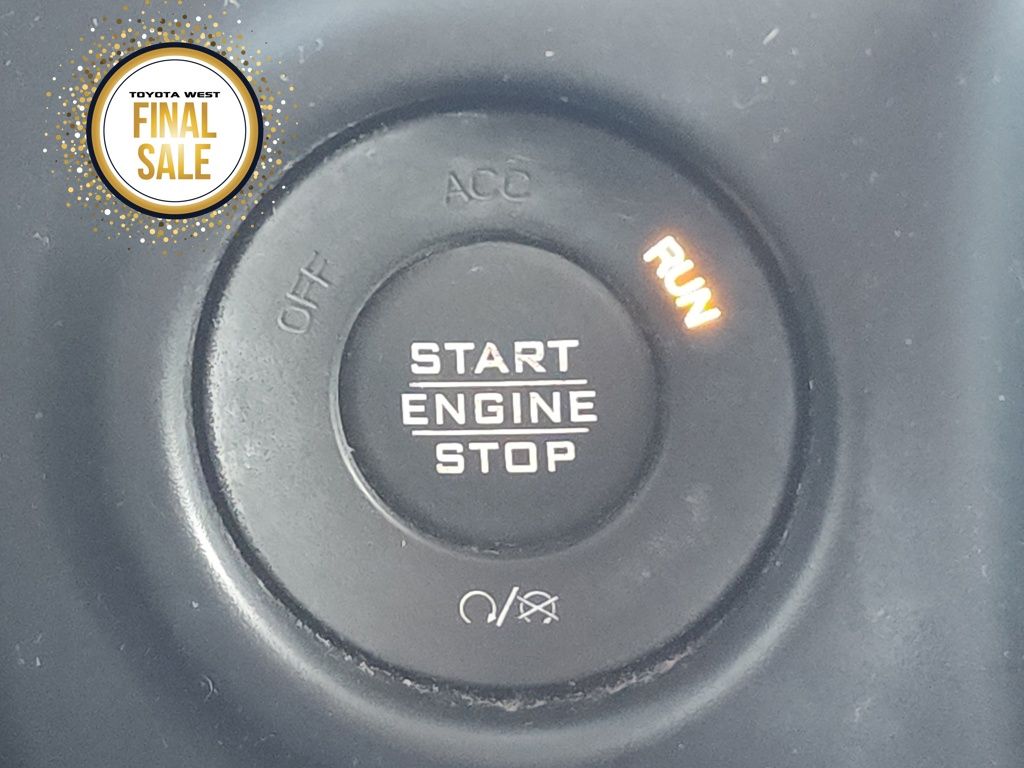 TOYOTA WEST
FINAL
SALE
ACC
OFF
RUN
START
ENGINE
STOP